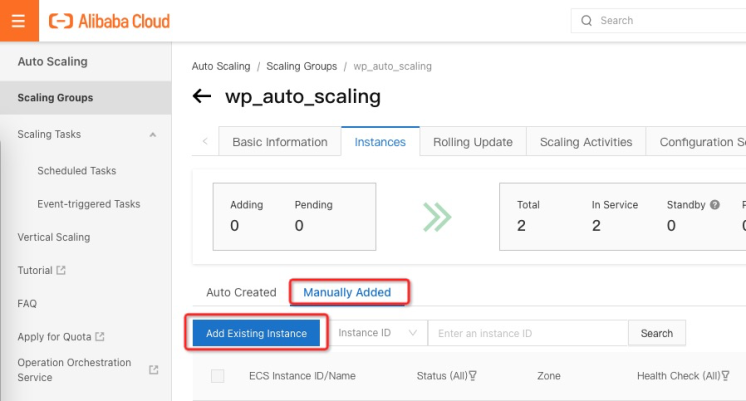 Alibaba Cloud
Search
Auto Scaling
Scaling Groups
Scaling Tasks
Scheduled Tasks
Event-triggered Tasks
Vertical Scaling
Tutorial
FAQ
Apply for Quota
Operation Orchestration
Service
Auto Scaling / Scaling Groups / wp_auto_scaling
wp_auto_scaling
Basic Information Instances Rolling Update Scaling Activities Configuration
Adding Pending
0 0
Total In Service Standby
2 2 0
Auto Created Manually Added
Add Existing Instance Instance ID Enter an instance ID Search
ECS Instance ID/Name Status (All) Zone Health Check (All)